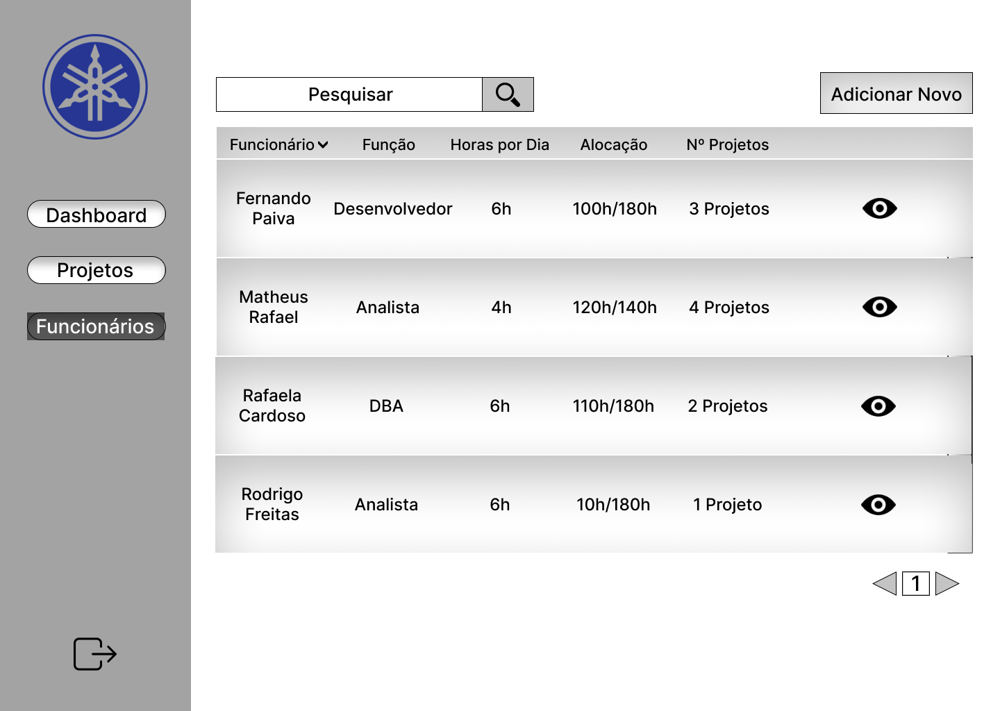 Pesquisar
Adicionar Novo
Dashboard
Projetos
Funcionários
Funcionário Função Horas por Dia Alocação Nº Projetos
Fernando
Paiva
Desenvolvedor 6h 100h/180h 3 Projetos
Matheus
Rafael
Analista 4h 120h/140h 4 Projetos
Rafaela
Cardoso
DBA 6h 110h/180h 2 Projetos
Rodrigo
Freitas
Analista 6h 10h/180h 1 Projeto
1